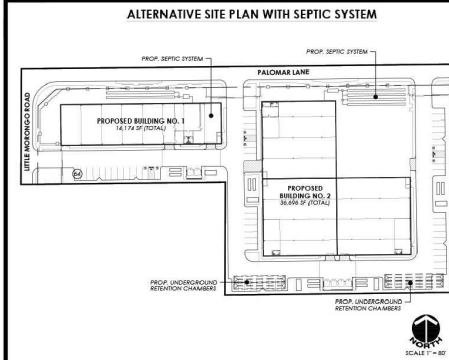 ALTERNATIVE SITE PLAN WITH SEPTIC SYSTEM
PROP. SEPTIC SYSTEM
PROP. SEPTIC SYSTEM
PALOMAR LANE
LITTLE MORONGO ROAD
PROPOSED BUILDING NO. 1
14,174 SF (TOTAL)
64
PROPOSED
BUILDING NO. 2
36,696 SF (TOTAL)
PROP. UNDERGROUND
RETENTION CHAMBERS
PROP. UNDERGROUND
RETENTION CHAMBERS
NORTH
SCALE 1" = 80'